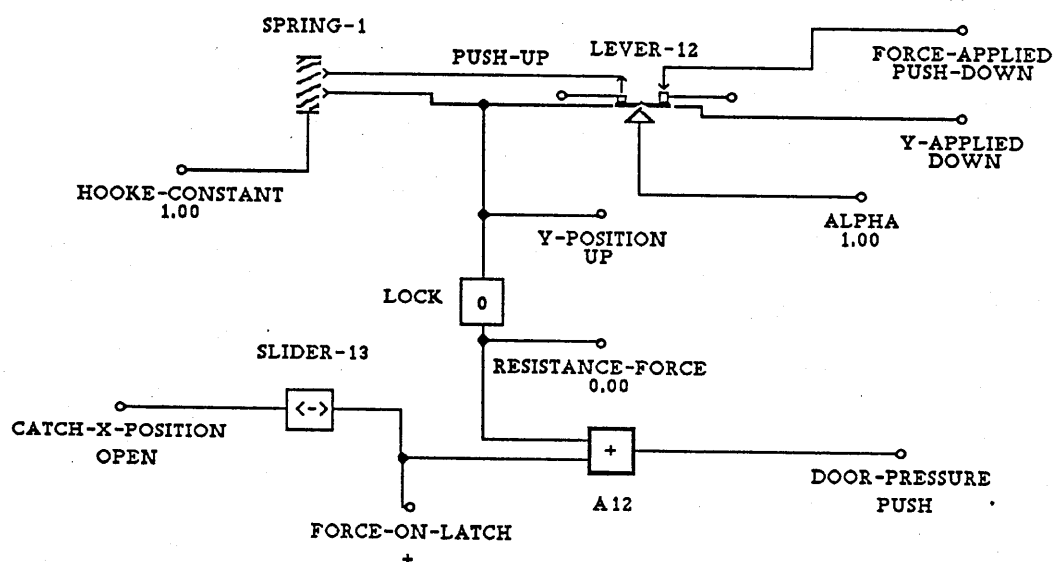 SPRING-1
PUSH-UP
LEVER-12
FORCE-APPLIED
PUSH-DOWN
Y-APPLIED
DOWN
HOOKE-CONSTANT
1.00
ALPHA
1.00
Y-POSITION
UP
LOCK
0
SLIDER-13
RESISTANCE-FORCE
0.00
<->
CATCH-X-POSITION
OPEN
+
A12
DOOR-PRESSURE
PUSH
FORCE-ON-LATCH
+